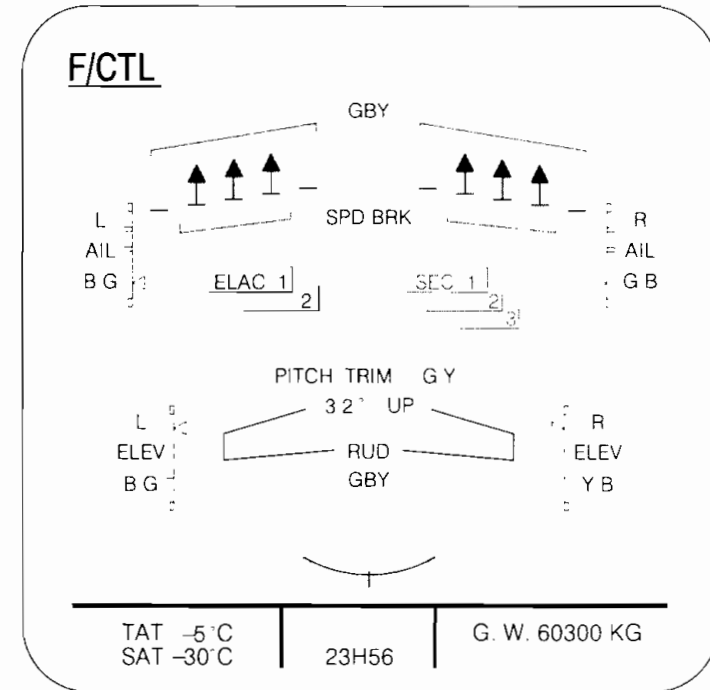 F/CTL
GBY
L SPD BRK R
AIL AIL
B G ELAC 1 SEC 1 G B
2 2
3
PITCH TRIM G Y
3 2° UP
L R
ELEV RUD ELEV
B G GBY Y B
TAT –5°C G. W. 60300 KG
SAT –30°C 23H56